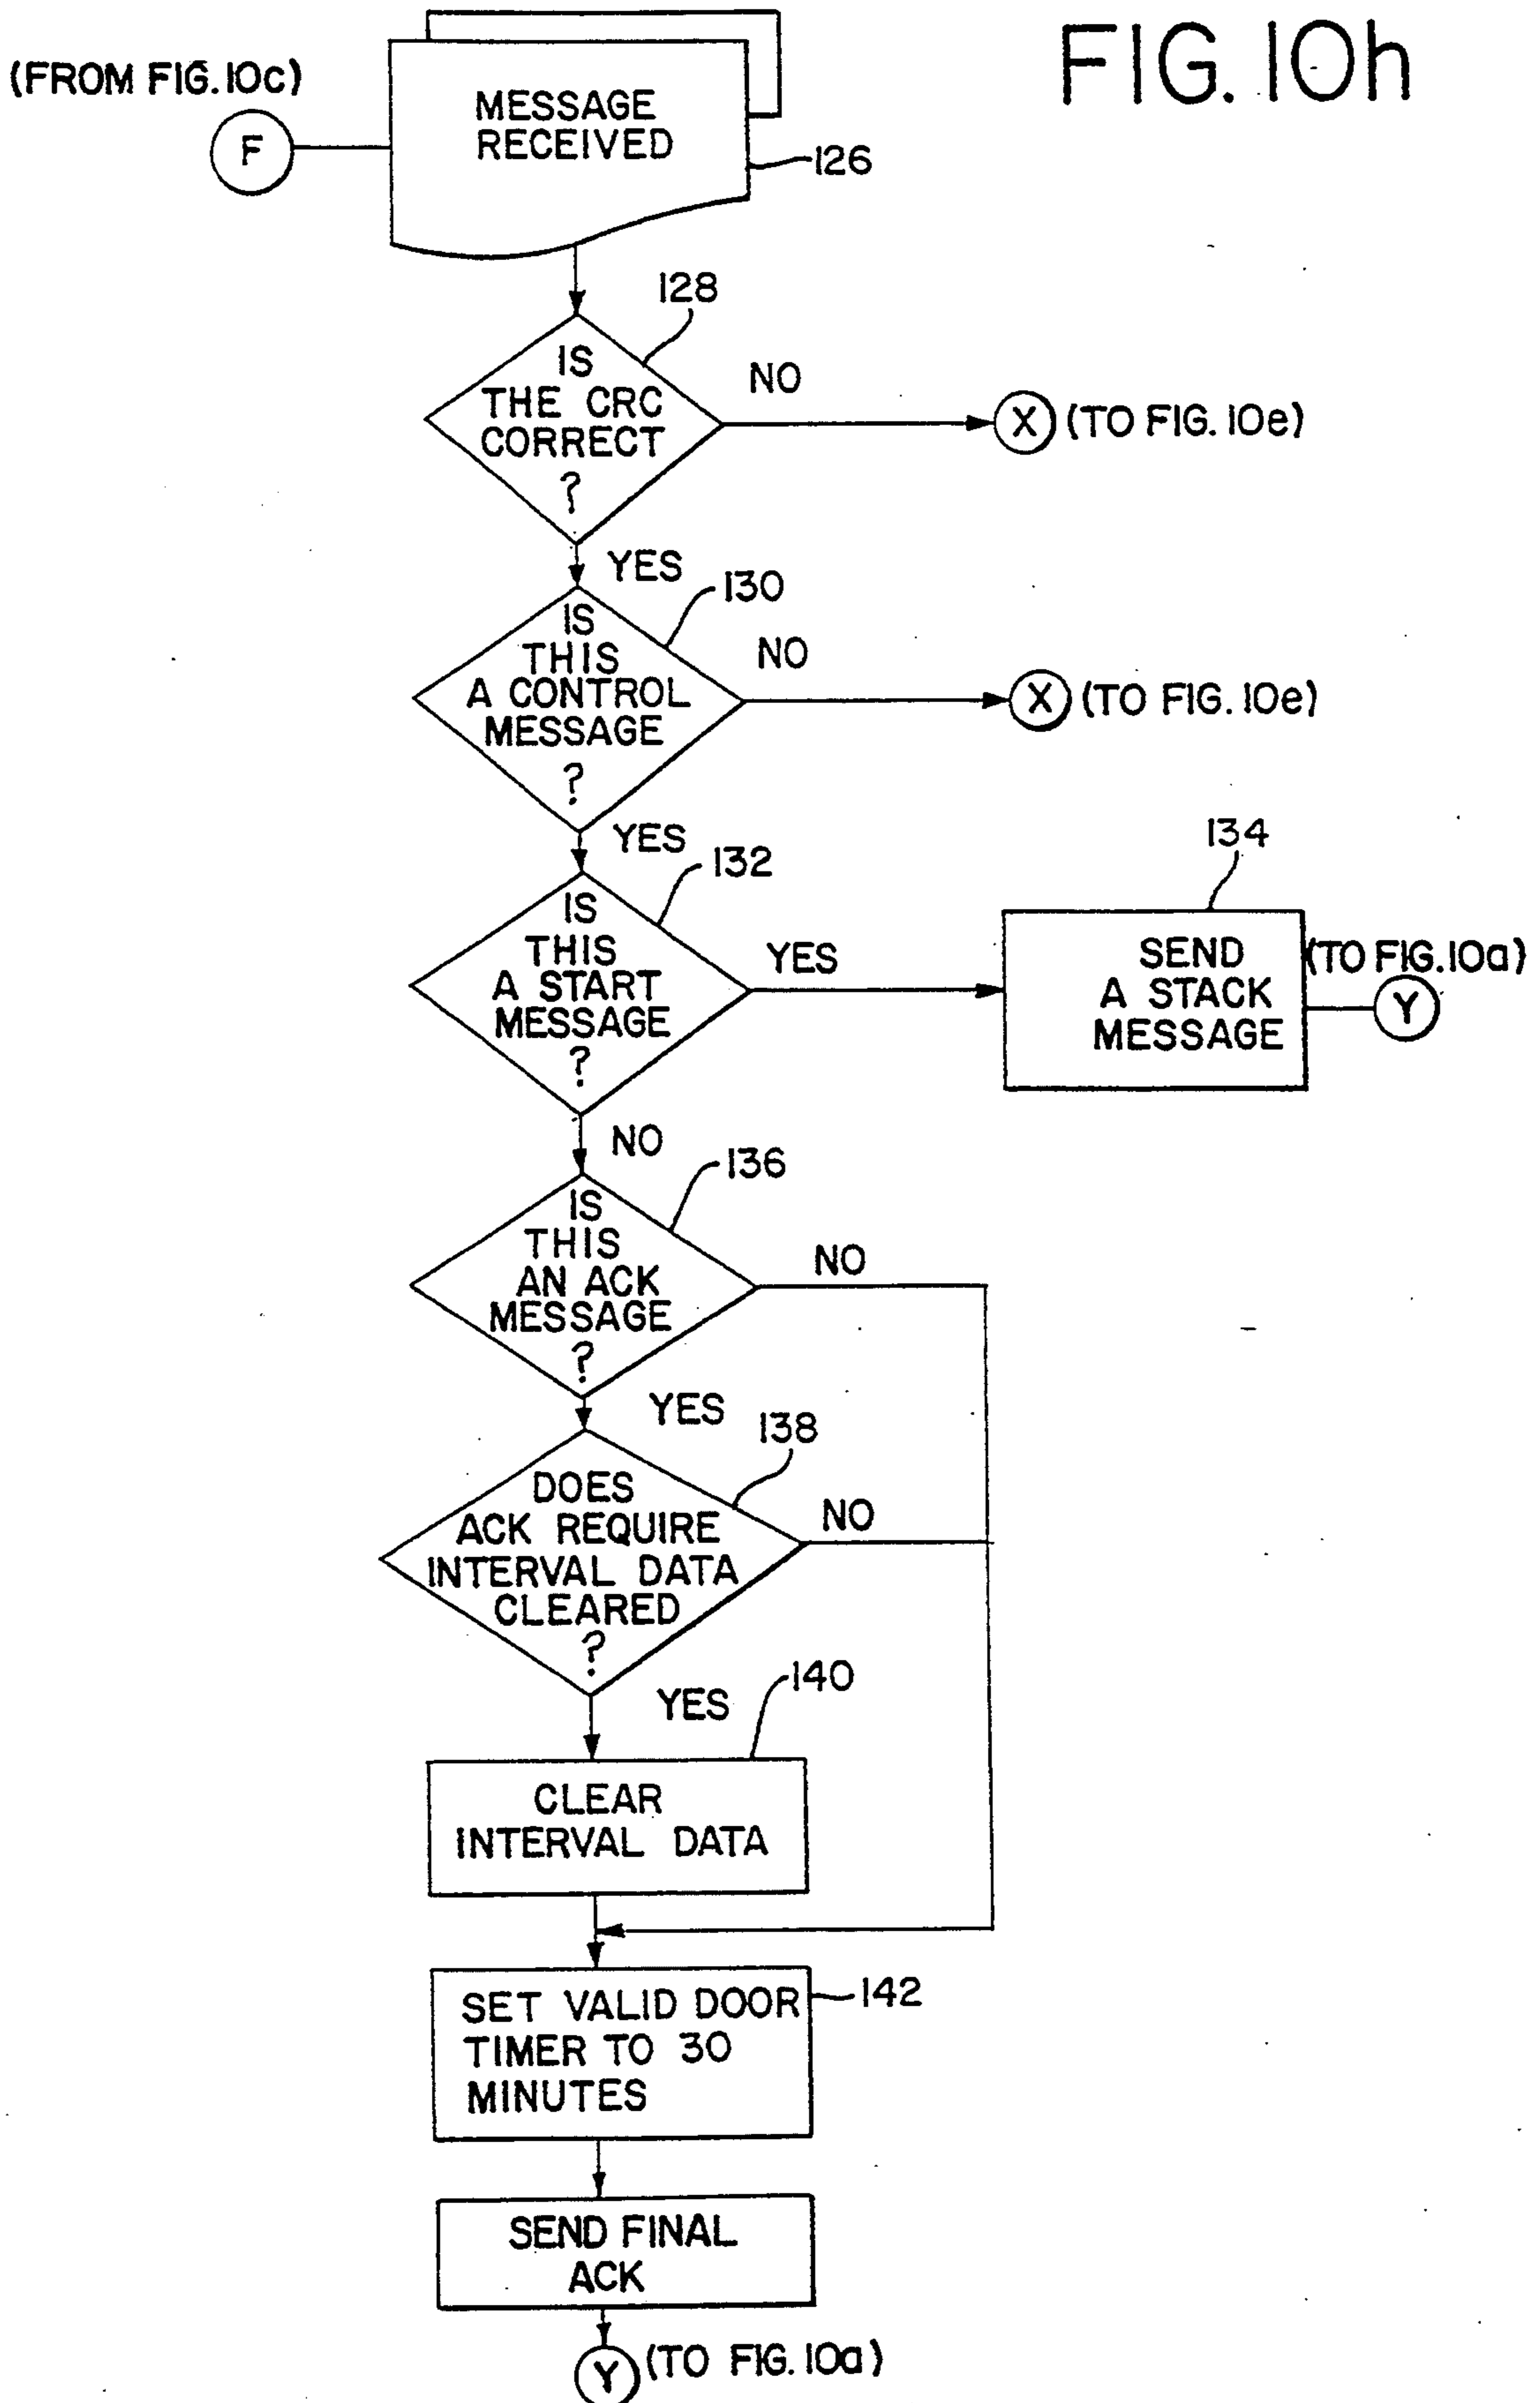 FIG. 10h
(FROM FIG. 10c)
F
MESSAGE
RECEIVED
126
128
IS
THE CRC
CORRECT
?
NO
X (TO FIG. 10e)
YES
130
IS
THIS
A CONTROL
MESSAGE
?
NO
X (TO FIG. 10e)
YES
132
IS
THIS
A START
MESSAGE
?
YES
134
SEND
A STACK
MESSAGE
(TO FIG. 10a)
Y
NO
136
IS
THIS
AN ACK
MESSAGE
?
NO
YES
138
DOES
ACK REQUIRE
INTERVAL DATA
CLEARED
?
NO
YES
140
CLEAR
INTERVAL DATA
SET VALID DOOR
TIMER TO 30
MINUTES
142
SEND FINAL
ACK
Y (TO FIG. 10a)